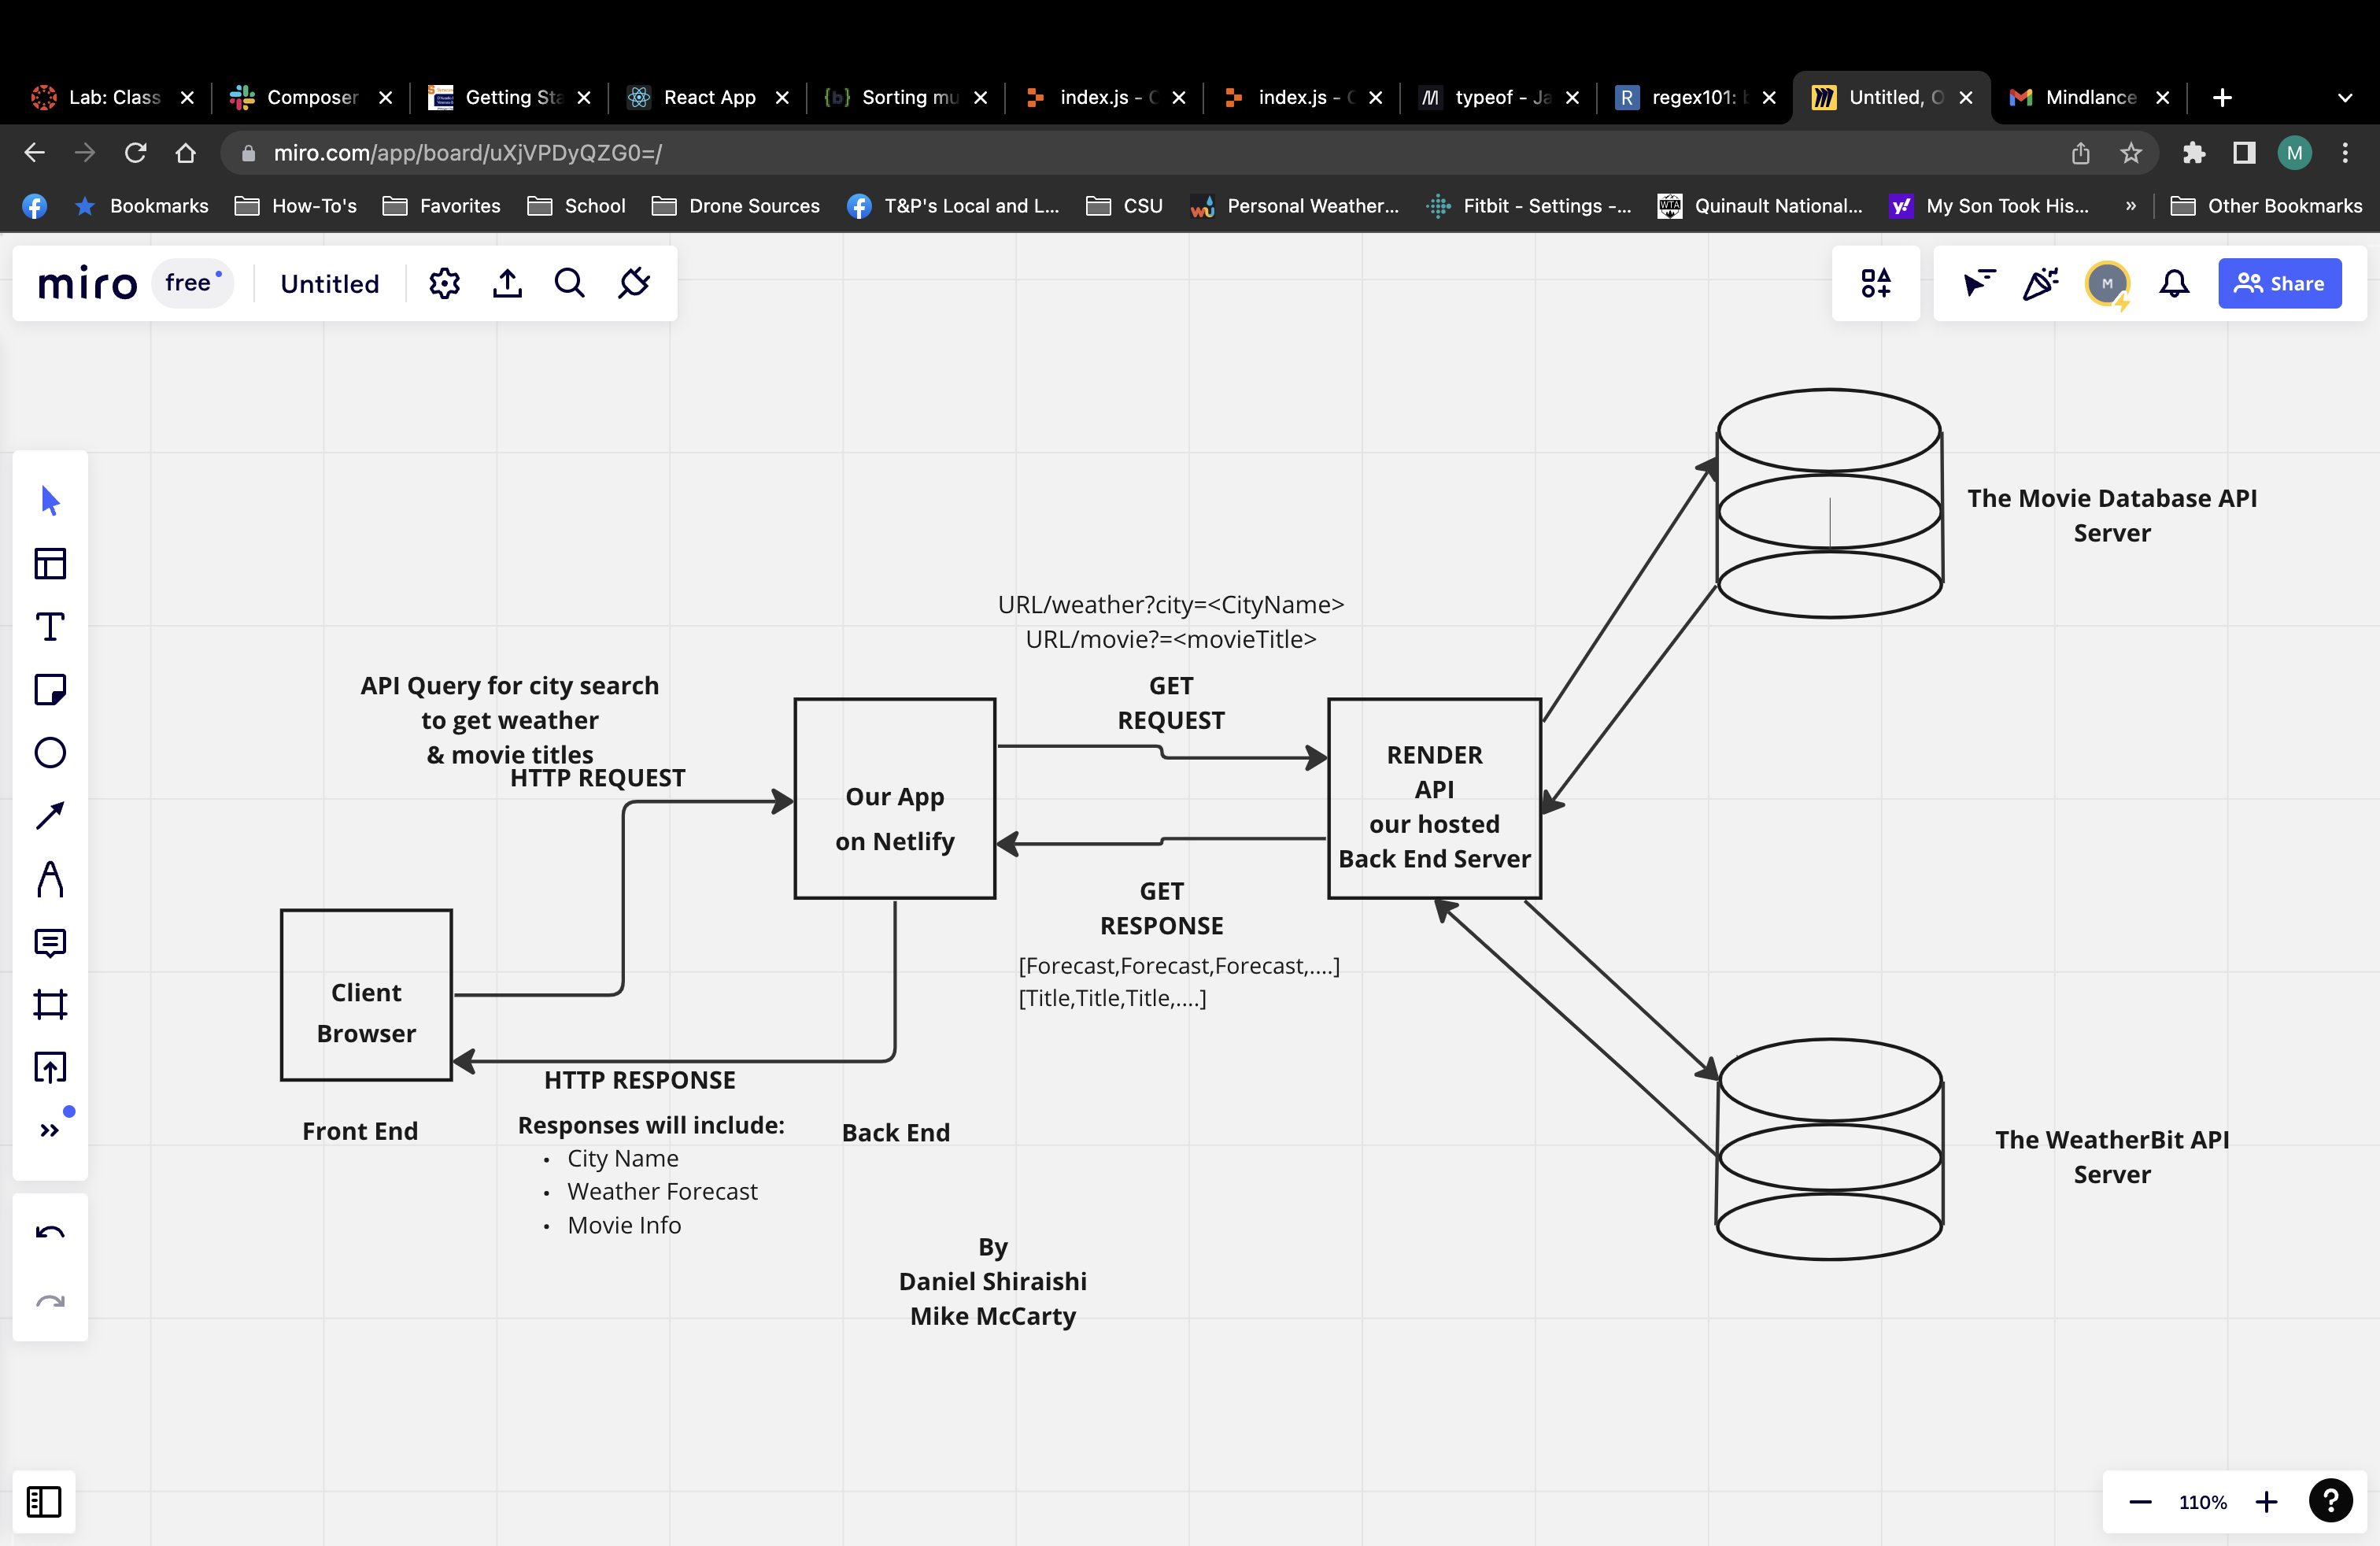 Lab: Class
Composer
Getting Sta
React App
Sorting mu
index.js - C
index.js - C
typeof - Ja
regex101: b
Untitled, O
Mindlance
miro.com/app/board/uXjVPDyQZG0=/
M
Bookmarks
How-To's
Favorites
School
Drone Sources
T&P's Local and L...
CSU
Personal Weather...
Fitbit - Settings -...
Quinault National...
My Son Took His...
»
Other Bookmarks
miro
free
Untitled
M
Share
The Movie Database API
Server
URL/weather?city=<CityName>
URL/movie?=<movieTitle>
API Query for city search
to get weather
& movie titles
HTTP REQUEST
GET
REQUEST
Our App
on Netlify
RENDER
API
our hosted
Back End Server
GET
RESPONSE
[Forecast,Forecast,Forecast,....]
[Title,Title,Title,....]
Client
Browser
HTTP RESPONSE
Front End
Responses will include:
• City Name
• Weather Forecast
• Movie Info
Back End
The WeatherBit API
Server
By
Daniel Shiraishi
Mike McCarty
110%
?